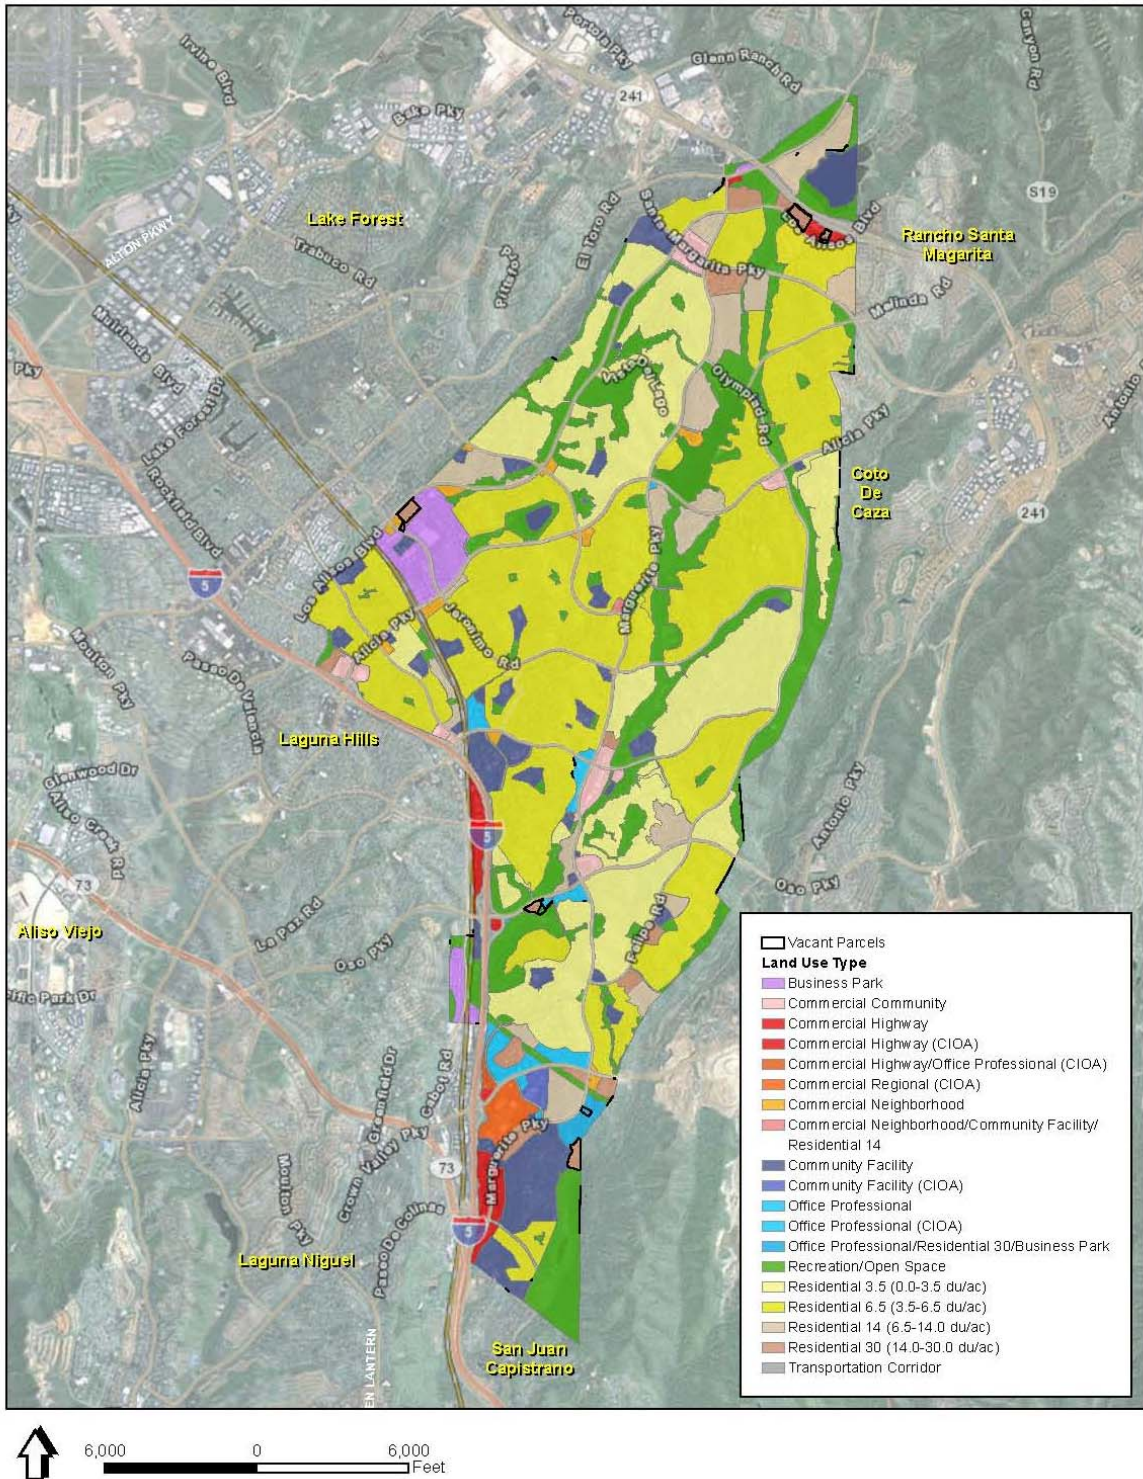 Portola Pky
Canyon Rd
Irvine Blvd
Glenn Ranch Rd
241
Bake Pky
S19
Lake Forest
ALTON PKWY
El Toro Rd
Santa Margarita Pky
Los Alisos Blvd
Rancho Santa
Magarita
Trabuco Rd
Melinda Rd
Muirlands Blvd
Pky
Vista Del Lago
Olympiad Rd
Lake Forest Dr
Antonio
Alicia Pky
Rockfield Blvd
Coto
De
Caza
241
Los Alisos Blvd
5
Marguerite Pky
Alicia Pky
Jeronimo Rd
Moulton Pky
Paseo De Valencia
Laguna Hills
Glenwood Dr
Antonio Pky
Aliso Creek Rd
5
73
Oso Pky
La Paz Rd
Aliso Viejo
Oso Pky
Felipe Rd
Pacific Park Dr
Alicia Pky
Cabot Rd
Greenfield Dr
Crown Valley Pky
Marguerite Pky
73
Moulton Pky
Paseo De Colinas
5
Laguna Niguel
San Juan
Capistrano
EN LANTERN
Vacant Parcels
Land Use Type
Business Park
Commercial Community
Commercial Highway
Commercial Highway (CIOA)
Commercial Highway/Office Professional (CIOA)
Commercial Regional (CIOA)
Commercial Neighborhood
Commercial Neighborhood/Community Facility/
Residential 14
Community Facility
Community Facility (CIOA)
Office Professional
Office Professional (CIOA)
Office Professional/Residential 30/Business Park
Recreation/Open Space
Residential 3.5 (0.0-3.5 du/ac)
Residential 6.5 (3.5-6.5 du/ac)
Residential 14 (6.5-14.0 du/ac)
Residential 30 (14.0-30.0 du/ac)
Transportation Corridor
6,000 0 6,000
Feet